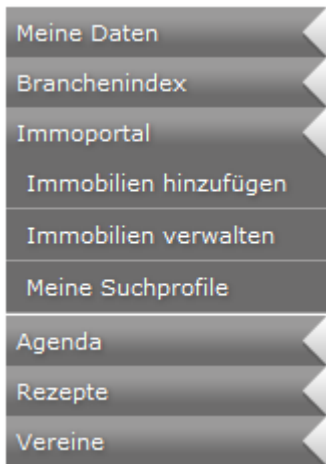 Meine Daten
Branchenindex
Immoportal
Immobilien hinzufügen
Immobilien verwalten
Meine Suchprofile
Agenda
Rezepte
Vereine